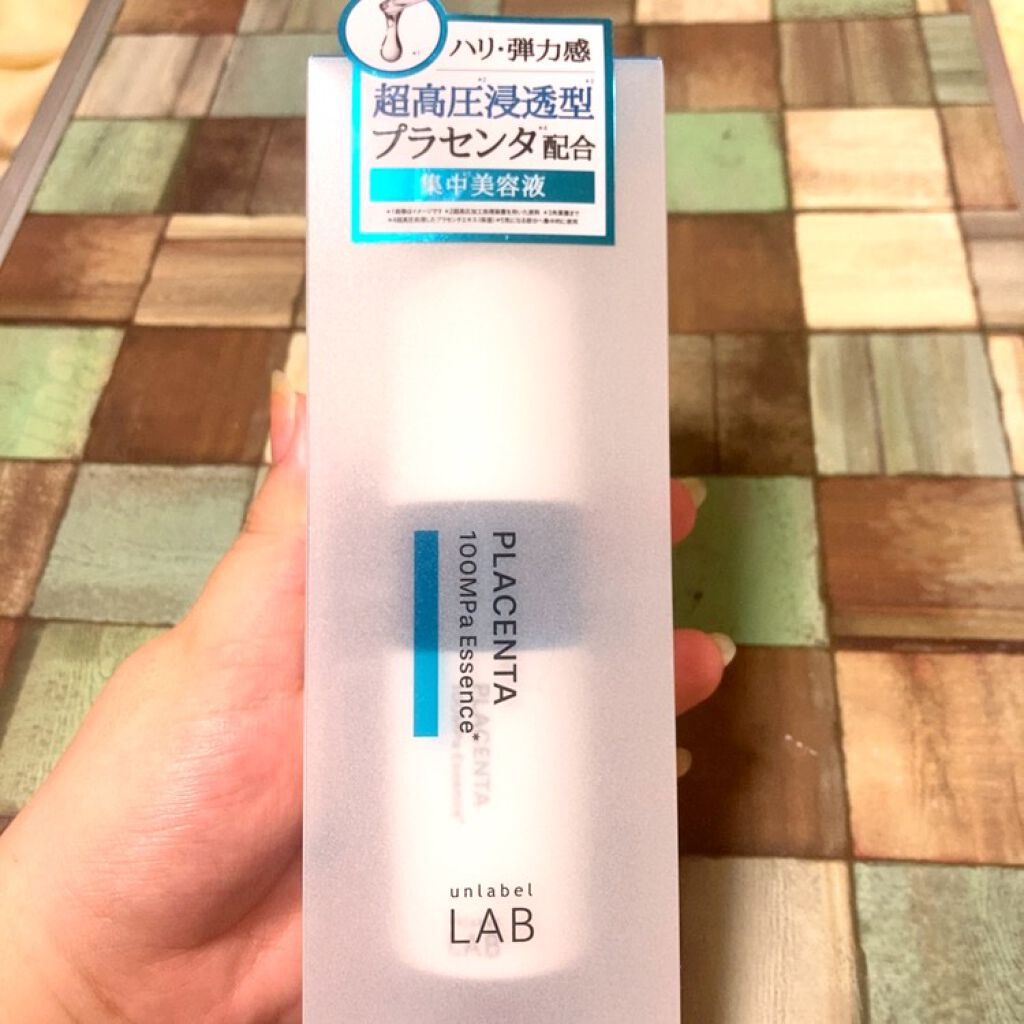 ハリ・弾力感
超高圧浸透型
プラセンタ配合
集中美容液
PLACENTA
100MPa Essence*
unlabel
LAB